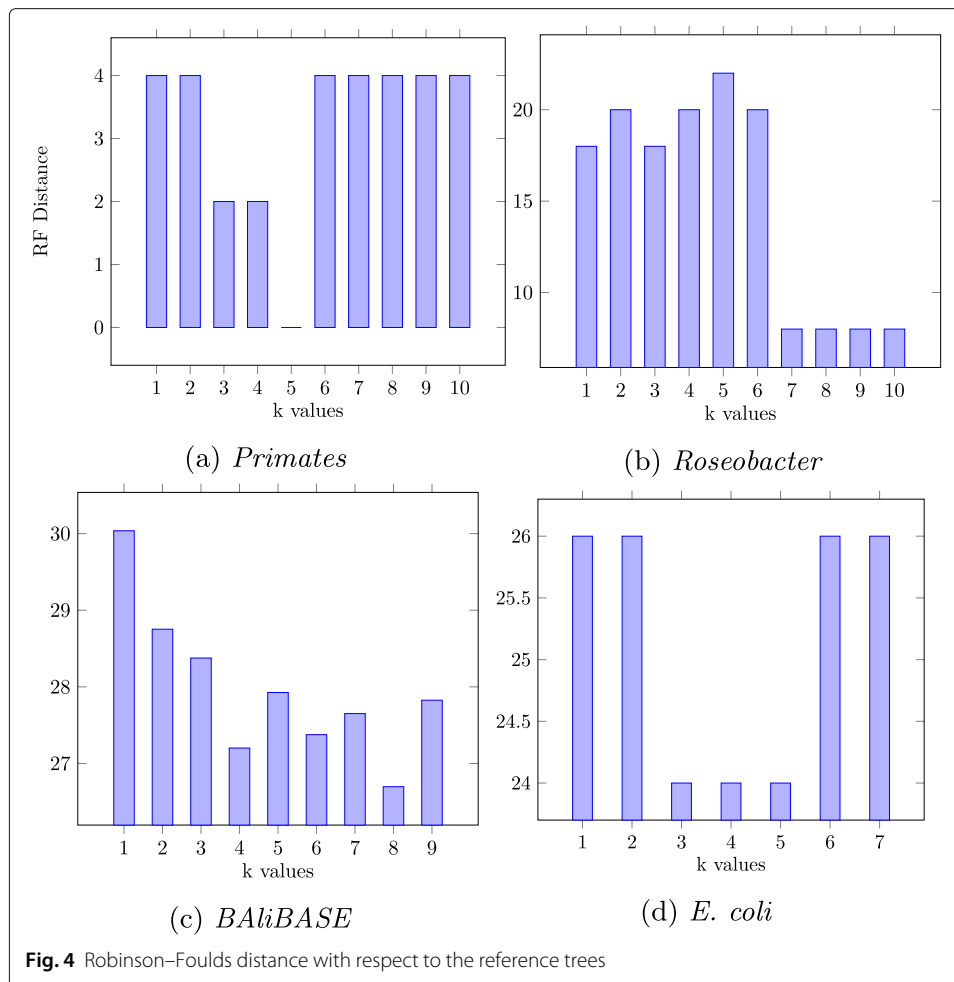 RF Distance
4
3
2
1
0
1 2 3 4 5 6 7 8 9 10
k values
(a) Primates
20
15
10
1 2 3 4 5 6 7 8 9 10
k values
(b) Roseobacter
30
29
28
27
1 2 3 4 5 6 7 8 9
k values
(c) BAliBASE
26
25.5
25
24.5
24
1 2 3 4 5 6 7
k values
(d) E. coli
Fig. 4 Robinson–Foulds distance with respect to the reference trees